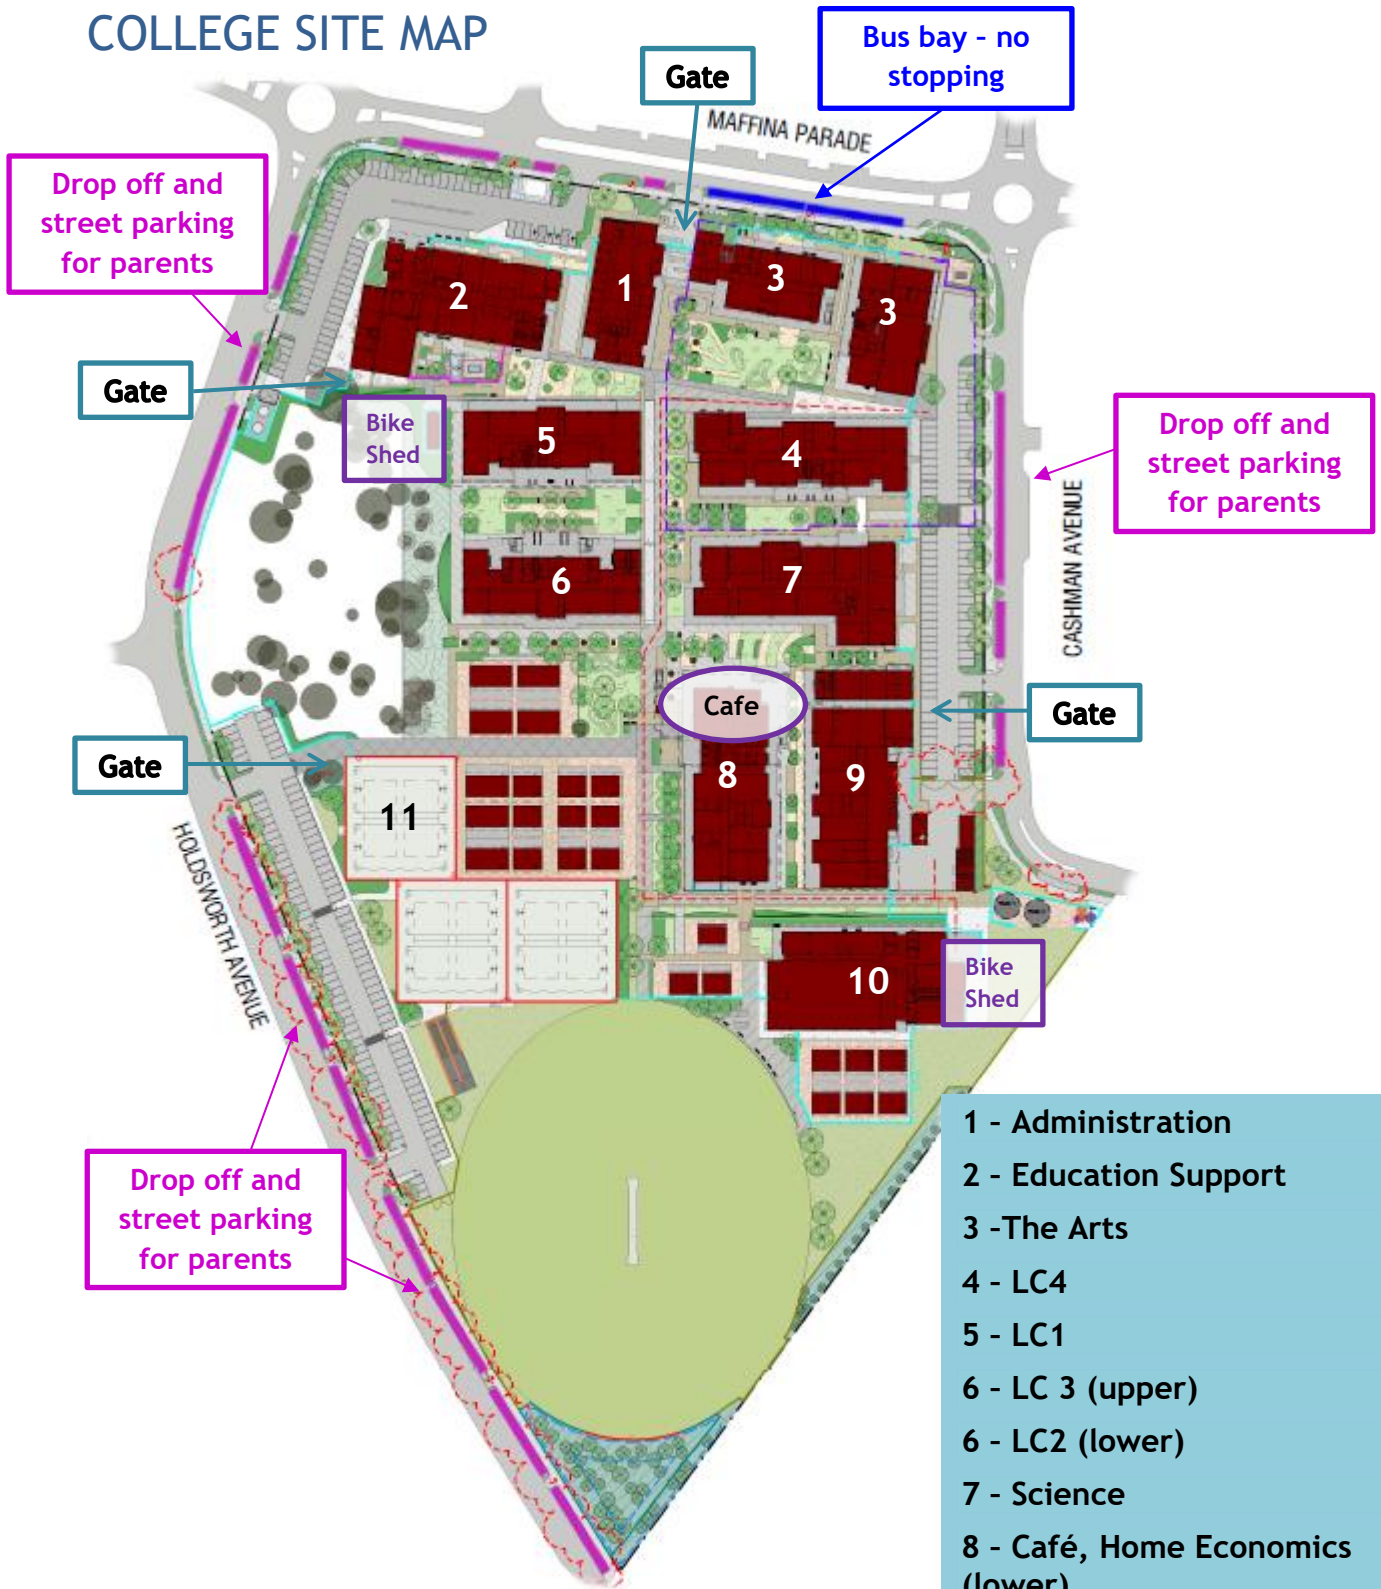 COLLEGE SITE MAP
Bus bay - no
stopping
Gate
MAFFINA PARADE
Drop off and
street parking
for parents
1
2
3
3
Gate
Bike
Shed
5
4
Drop off and
street parking
for parents
CASHMAN AVENUE
6
7
Cafe
Gate
Gate
8
9
11
HOLDSWORTH AVENUE
10
Bike
Shed
Drop off and
street parking
for parents
1 - Administration
2 - Education Support
3 -The Arts
4 - LC4
5 - LC1
6 - LC 3 (upper)
6 - LC2 (lower)
7 - Science
8 - Café, Home Economics
(lower)